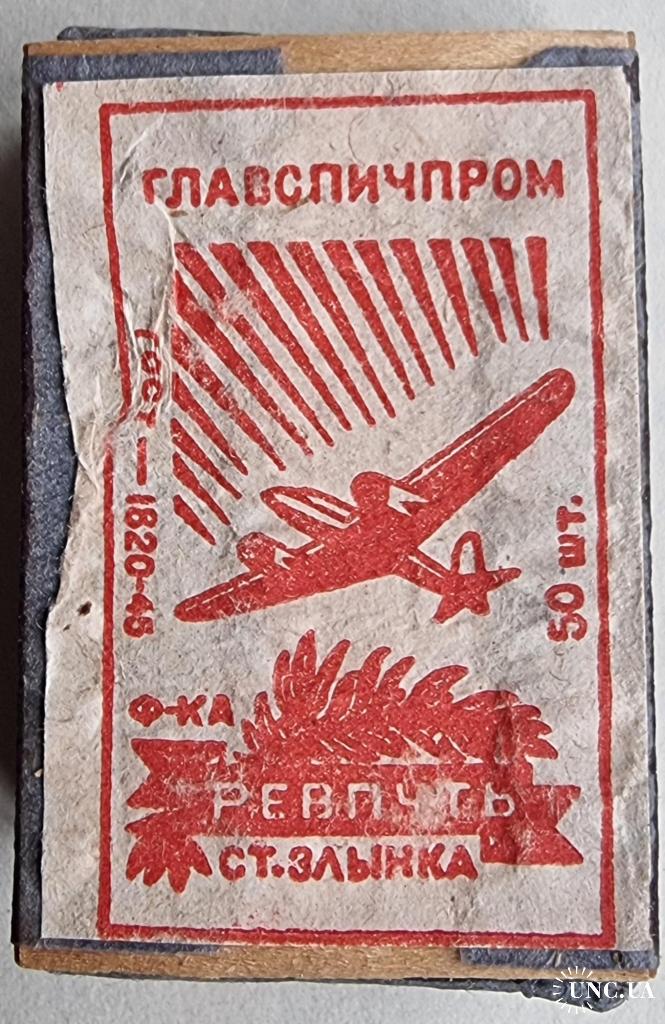 ГЛАВСПИЧПРОМ
ГОСТ — 1820-45
50 ШТ.
Ф-КА
РЕВПУТЬ
СТ. ЗЛЫНКА
UNC.UA